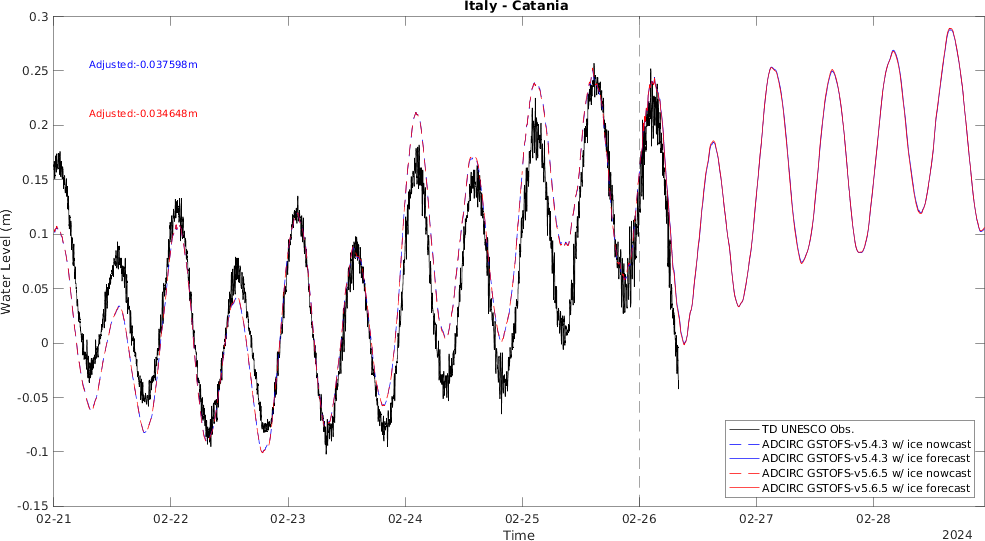 Italy - Catania
0.3
0.25
0.2
0.15
0.1
0.05
0
-0.05
-0.1
-0.15
Water Level (m)
Adjusted:-0.037598m
Adjusted:-0.034648m
TD UNESCO Obs.
ADCIRC GSTOFS-v5.4.3 w/ ice nowcast
ADCIRC GSTOFS-v5.4.3 w/ ice forecast
ADCIRC GSTOFS-v5.6.5 w/ ice nowcast
ADCIRC GSTOFS-v5.6.5 w/ ice forecast
02-21 02-22 02-23 02-24 02-25 02-26 02-27 02-28
Time
2024